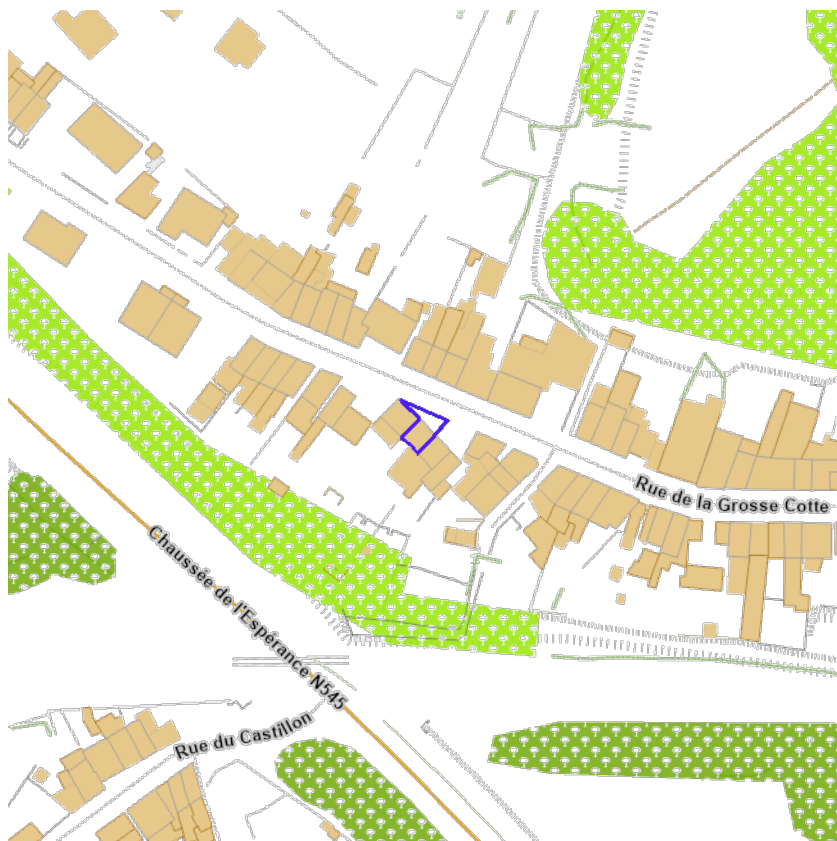 Rue de la Grosse Cotte
Chaussée de l'Espérance N545
Rue du Castillon